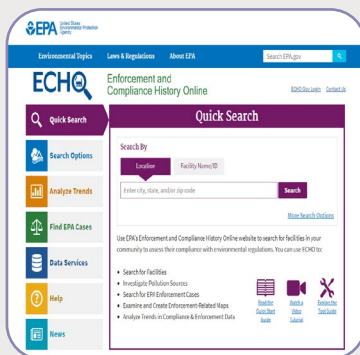 EPA United States
Environmental Protection
Agency
Environmental Topics Laws & Regulations About EPA Search EPA.gov
ECHO Enforcement and
Compliance History Online
ECHO Gov Login Contact Us
Quick Search
Search Options
Analyze Trends
Find EPA Cases
Data Services
Help
News
Quick Search
Search By
Location Facility Name/ID
Enter city, state, and/or zip code Search
More Search Options
Use EPA's Enforcement and Compliance History Online website to search for facilities in your
community to assess their compliance with environmental regulations. You can use ECHO to:
• Search for Facilities
• Investigate Pollution Sources
• Search for EPA Enforcement Cases
• Examine and Create Enforcement-Related Maps
• Analyze Trends in Compliance & Enforcement Data
Read the
Quick Start
Guide
Watch a
Video
Tutorial
Explore the
Tool Guide